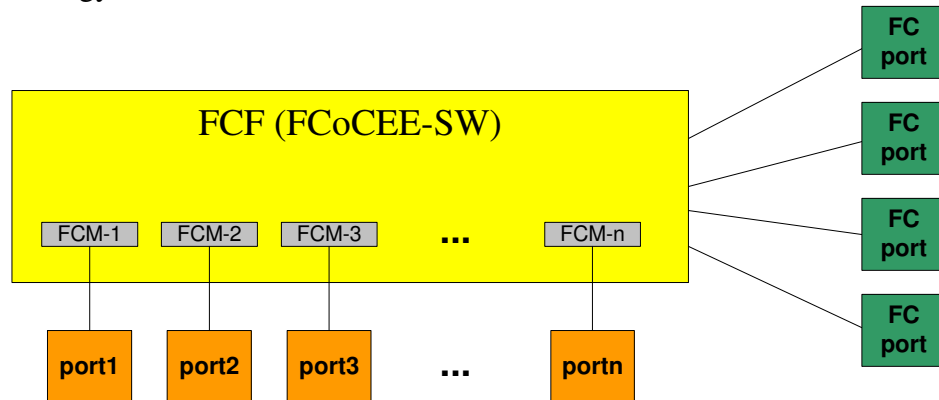 FC
port
FCF (FCoCEE-SW)
FC
port
FCM-1 FCM-2 FCM-3 ... FCM-n
FC
port
FC
port
port1 port2 port3 ... portn